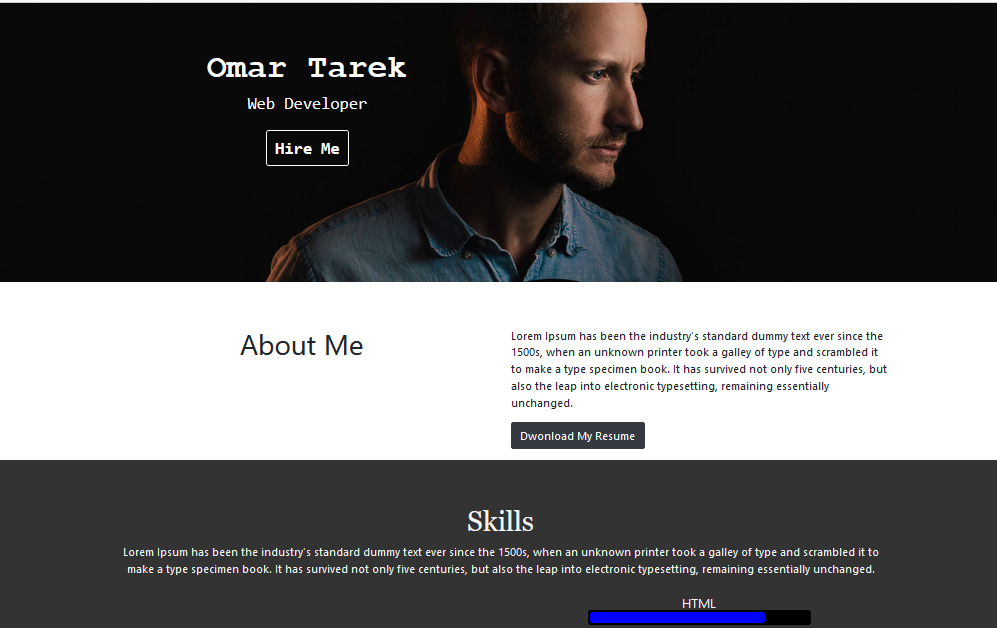 Omar Tarek
Web Developer
Hire Me
About Me
Lorem Ipsum has been the industry's standard dummy text ever since the
1500s, when an unknown printer took a galley of type and scrambled it
to make a type specimen book. It has survived not only five centuries, but
also the leap into electronic typesetting, remaining essentially
unchanged.
Dwonload My Resume
Skills
Lorem Ipsum has been the industry's standard dummy text ever since the 1500s, when an unknown printer took a galley of type and scrambled it to
make a type specimen book. It has survived not only five centuries, but also the leap into electronic typesetting, remaining essentially unchanged.
HTML